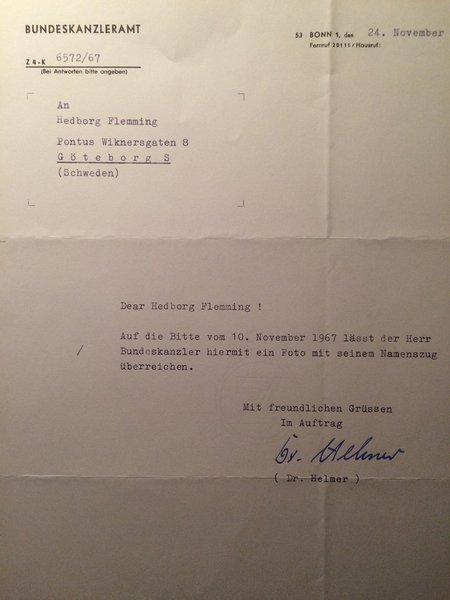 BUNDESKANZLERAMT
53 BONN 1, den 24. November
Fernruf 20111 / Hausruf:
Z 4 - K 6572/67
(Bei Antworten bitte angeben)
An
Hedborg Flemming
Pontus Wiknersgaten 8
Göteborg S
(Schweden)
Dear Hedborg Flemming !
Auf die Bitte vom 10. November 1967 lässt der Herr
/ Bundeskanzler hiermit ein Foto mit seinem Namenszug
überreichen.
Mit freundlichen Grüssen
Im Auftrag
Dr. Helmer
( Dr. Helmer )